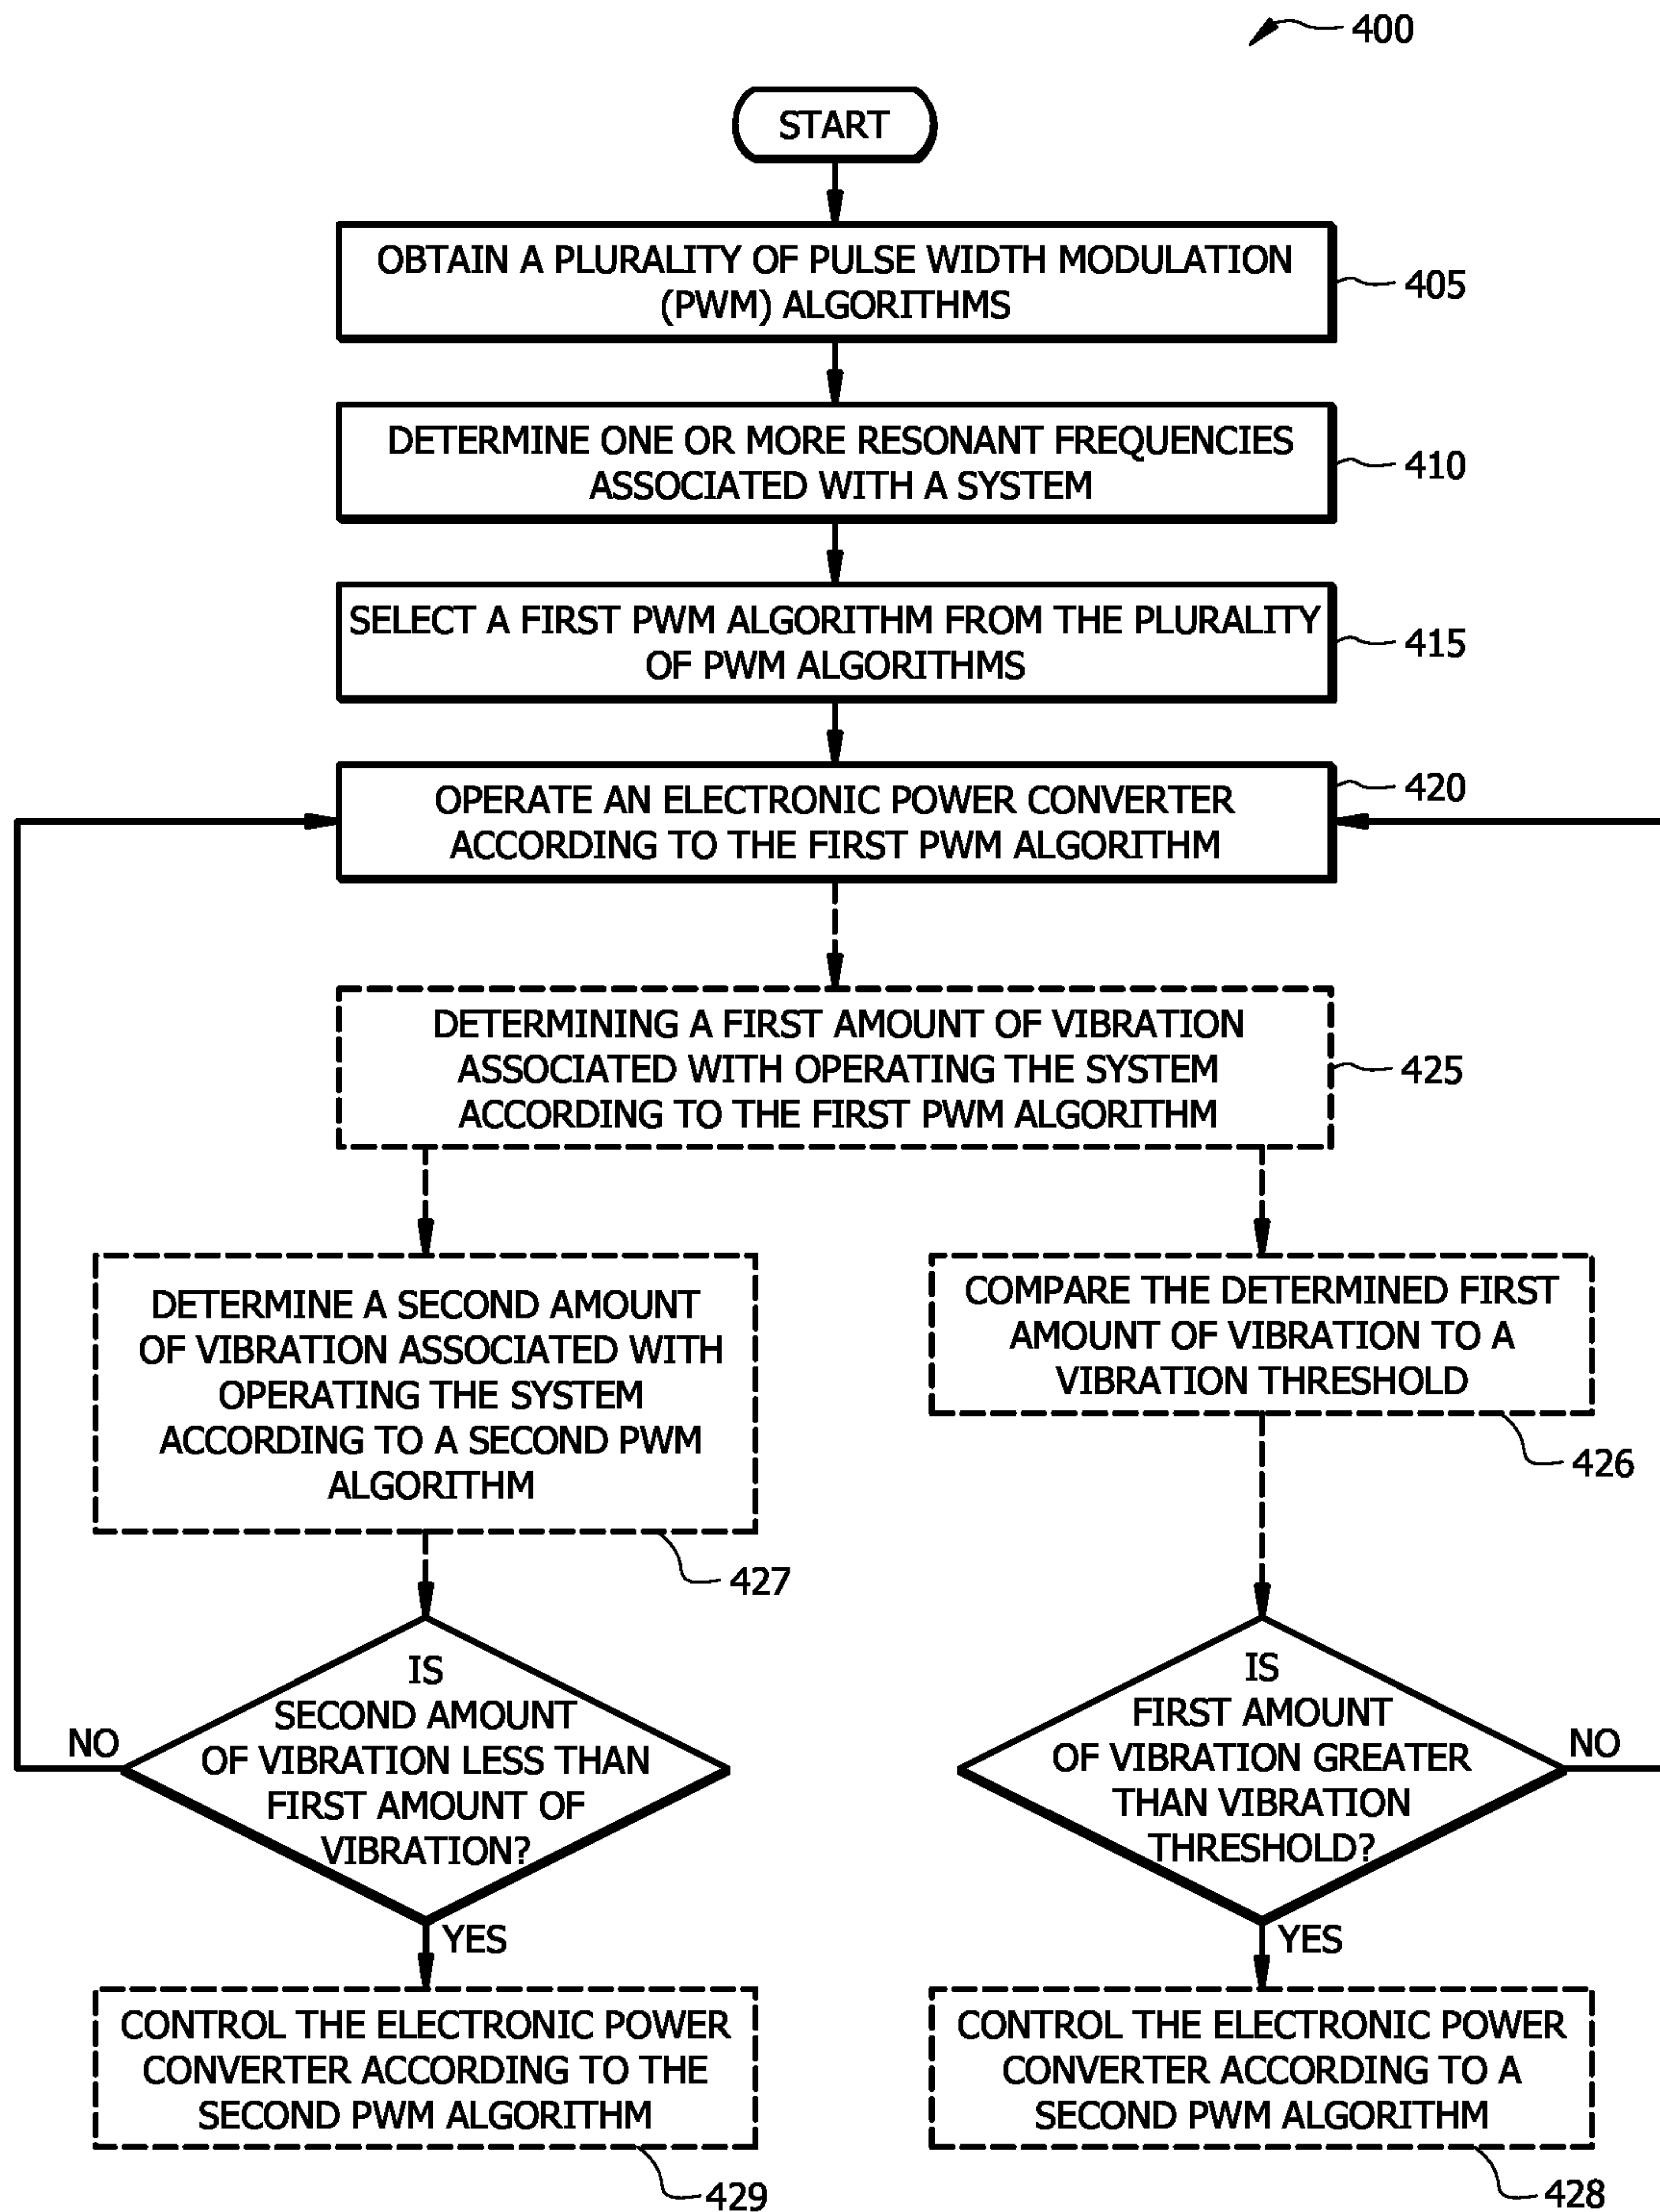 400
START
OBTAIN A PLURALITY OF PULSE WIDTH MODULATION
(PWM) ALGORITHMS
405
DETERMINE ONE OR MORE RESONANT FREQUENCIES
ASSOCIATED WITH A SYSTEM
410
SELECT A FIRST PWM ALGORITHM FROM THE PLURALITY
OF PWM ALGORITHMS
415
OPERATE AN ELECTRONIC POWER CONVERTER
ACCORDING TO THE FIRST PWM ALGORITHM
420
DETERMINING A FIRST AMOUNT OF VIBRATION
ASSOCIATED WITH OPERATING THE SYSTEM
ACCORDING TO THE FIRST PWM ALGORITHM
425
DETERMINE A SECOND AMOUNT
OF VIBRATION ASSOCIATED WITH
OPERATING THE SYSTEM
ACCORDING TO A SECOND PWM
ALGORITHM
427
COMPARE THE DETERMINED FIRST
AMOUNT OF VIBRATION TO A
VIBRATION THRESHOLD
426
IS
SECOND AMOUNT
OF VIBRATION LESS THAN
FIRST AMOUNT OF
VIBRATION?
NO
YES
IS
FIRST AMOUNT
OF VIBRATION GREATER
THAN VIBRATION
THRESHOLD?
NO
YES
CONTROL THE ELECTRONIC POWER
CONVERTER ACCORDING TO THE
SECOND PWM ALGORITHM
429
CONTROL THE ELECTRONIC POWER
CONVERTER ACCORDING TO A
SECOND PWM ALGORITHM
428